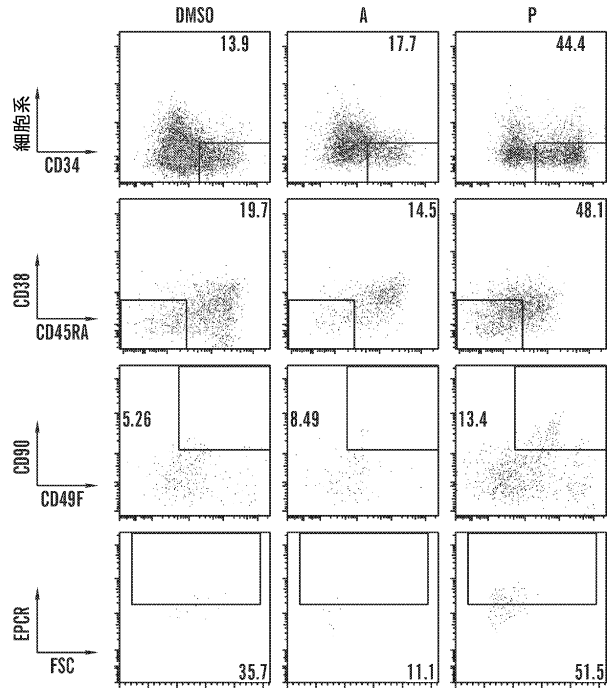 DMSO A P
13.9 17.7 44.4
細胞系
CD34
19.7 14.5 48.1
CD38
CD45RA
5.26 8.49 13.4
CD90
CD49F
EPCR
FSC
35.7 11.1 51.5